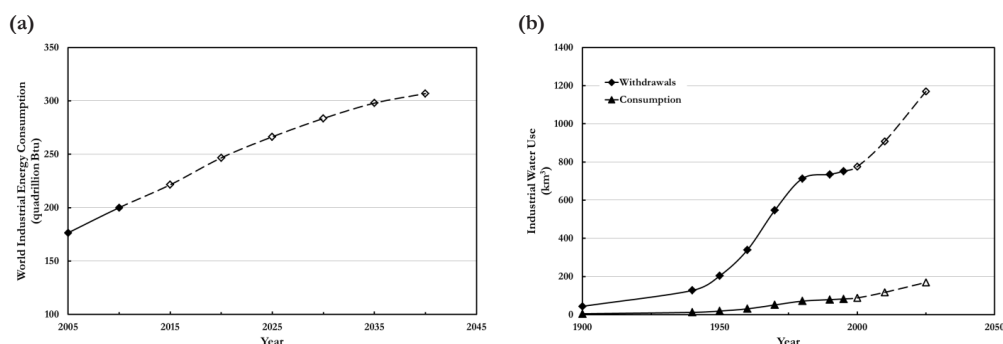 (a)
World Industrial Energy Consumption
(quadrillion Btu)
350
300
250
200
150
100
2005
2015
2025
2035
2045
Year
(b)
Industrial Water Use
(km³)
1400
1200
1000
800
600
400
200
0
Withdrawals
Consumption
1900
1950
2000
2050
Year